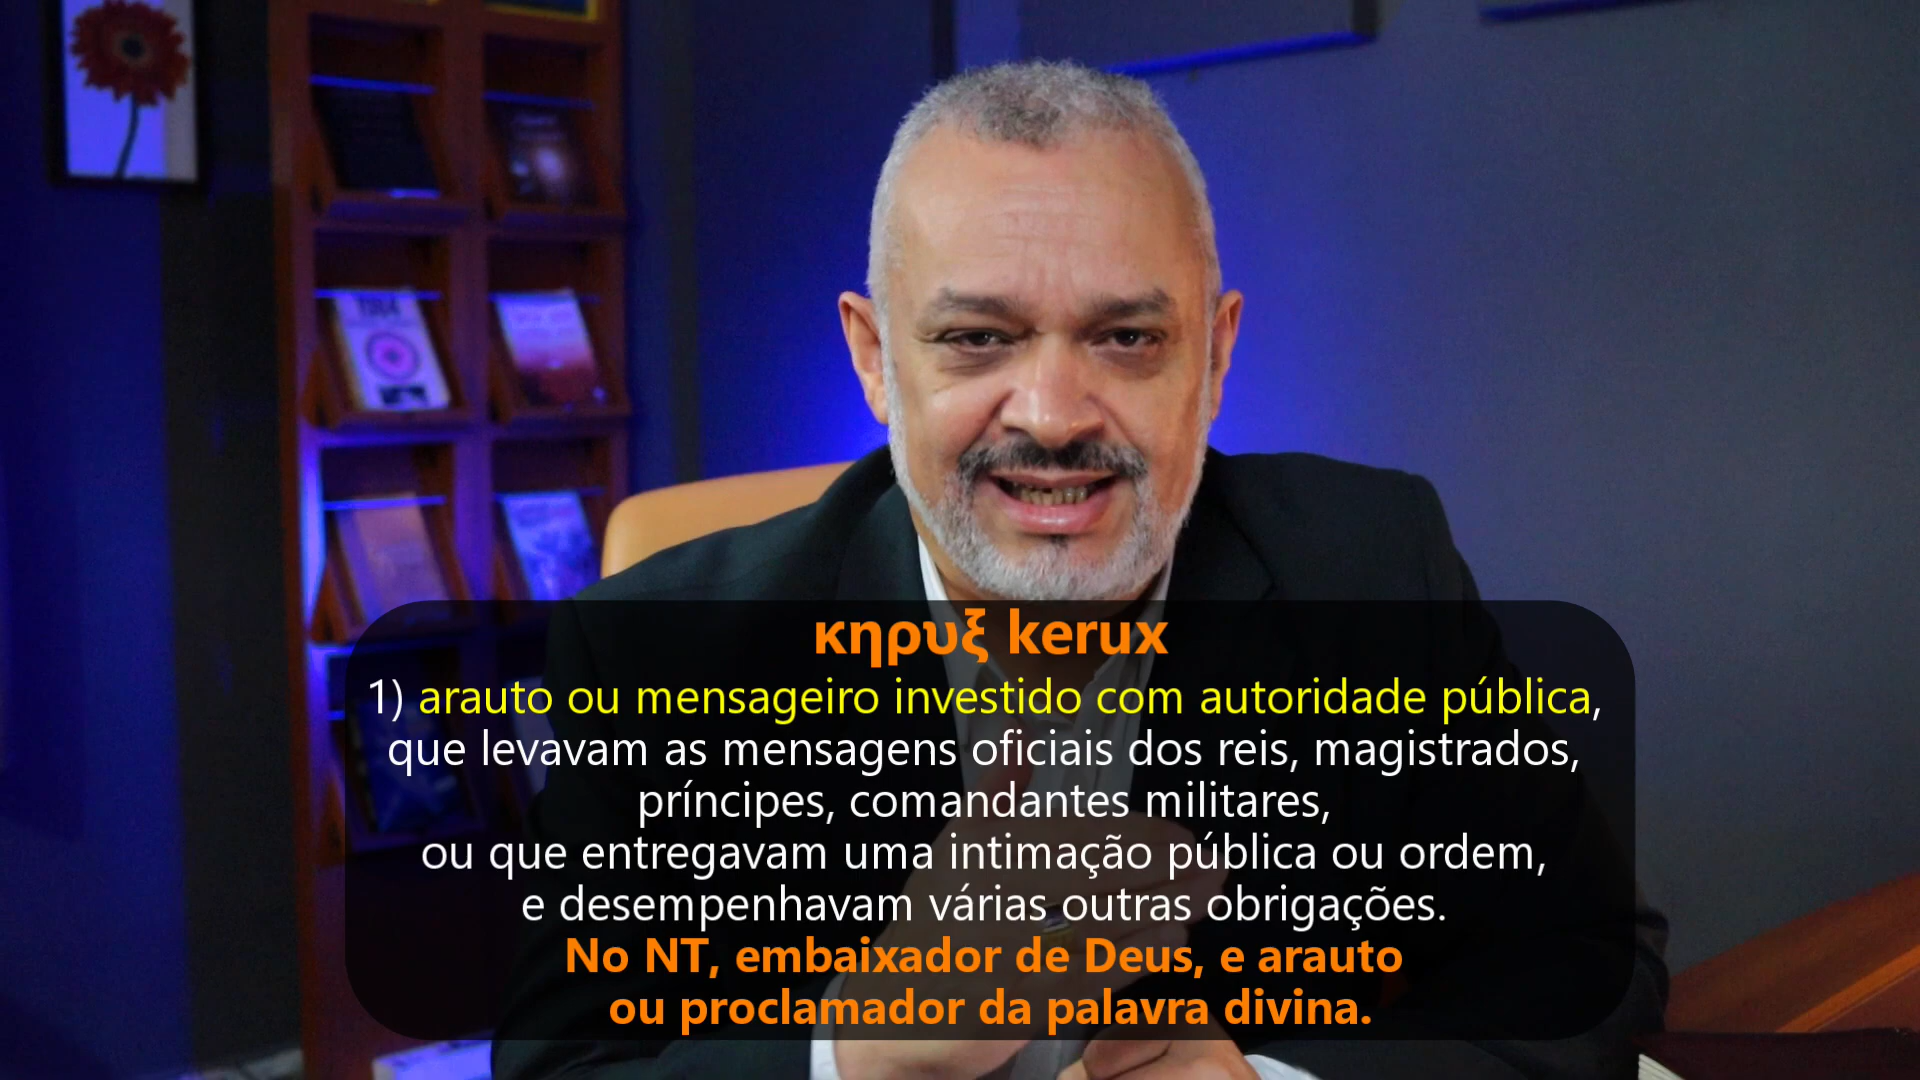 1984
κηρυξ kerux
1) arauto ou mensageiro investido com autoridade pública,
que levavam as mensagens oficiais dos reis, magistrados,
príncipes, comandantes militares,
ou que entregavam uma intimação pública ou ordem,
e desempenhavam várias outras obrigações.
No NT, embaixador de Deus, e arauto
ou proclamador da palavra divina.